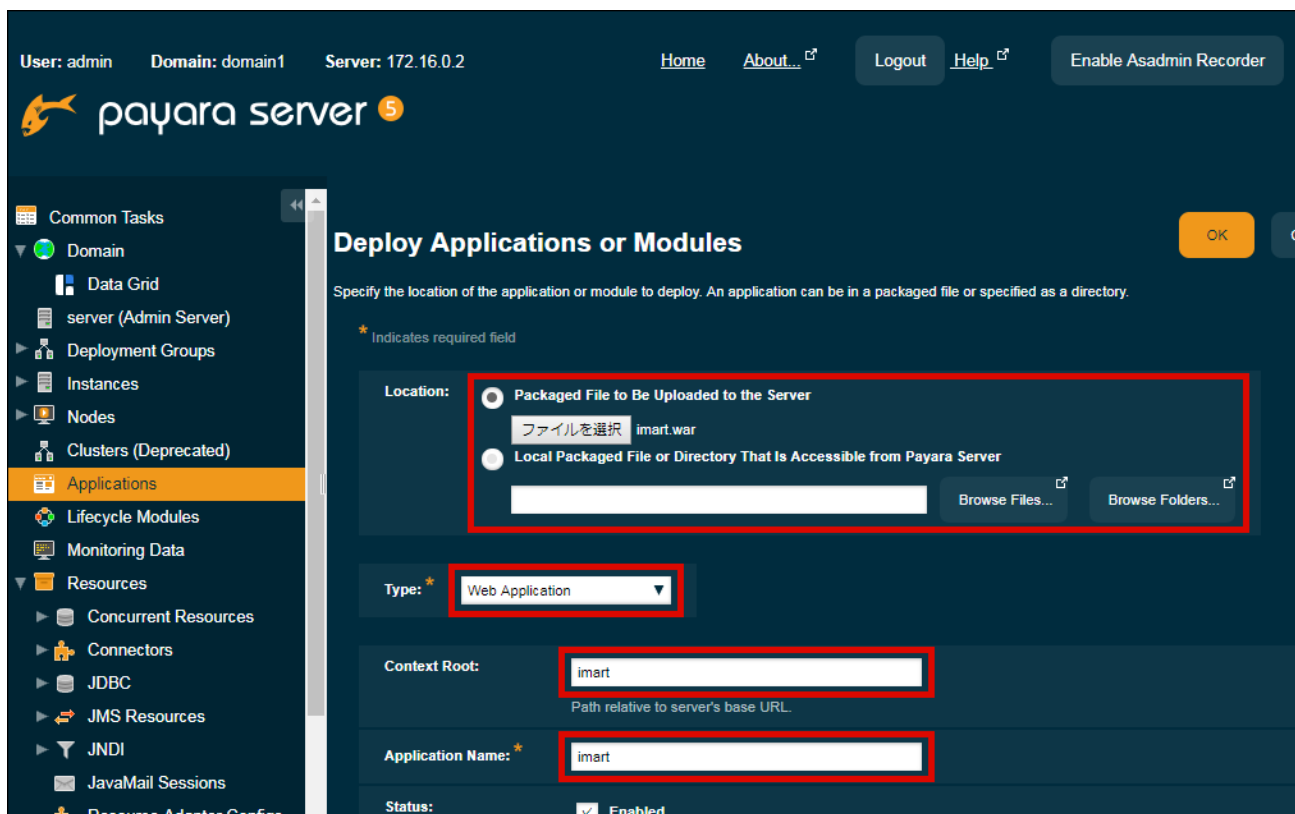 User: admin Domain: domain1 Server: 172.16.0.2 Home About... Logout Help Enable Asadmin Recorder
payara server 5
Common Tasks
Domain
Data Grid
server (Admin Server)
Deployment Groups
Instances
Nodes
Clusters (Deprecated)
Applications
Lifecycle Modules
Monitoring Data
Resources
Concurrent Resources
Connectors
JDBC
JMS Resources
JNDI
JavaMail Sessions
Resource Adapter Configs
Deploy Applications or Modules
OK
Specify the location of the application or module to deploy. An application can be in a packaged file or specified as a directory.
* Indicates required field
Location: Packaged File to Be Uploaded to the Server
ファイルを選択 imart.war
Local Packaged File or Directory That Is Accessible from Payara Server
Browse Files... Browse Folders...
Type: * Web Application
Context Root: imart
Path relative to server's base URL.
Application Name: * imart
Status: Enabled